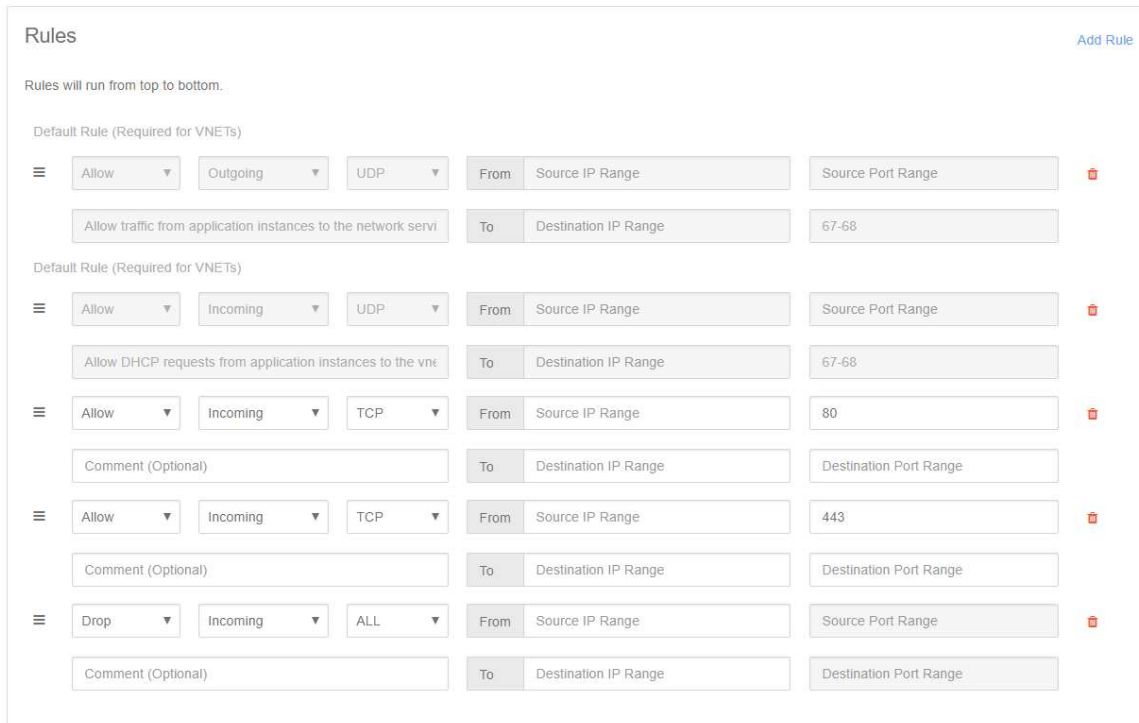 Rules
Add Rule
Rules will run from top to bottom.
Default Rule (Required for VNETs)
Allow Outgoing UDP From Source IP Range Source Port Range
Allow traffic from application instances to the network servi To Destination IP Range 67-68
Default Rule (Required for VNETs)
Allow Incoming UDP From Source IP Range Source Port Range
Allow DHCP requests from application instances to the vne To Destination IP Range 67-68
Allow Incoming TCP From Source IP Range 80
Comment (Optional) To Destination IP Range Destination Port Range
Allow Incoming TCP From Source IP Range 443
Comment (Optional) To Destination IP Range Destination Port Range
Drop Incoming ALL From Source IP Range Source Port Range
Comment (Optional) To Destination IP Range Destination Port Range